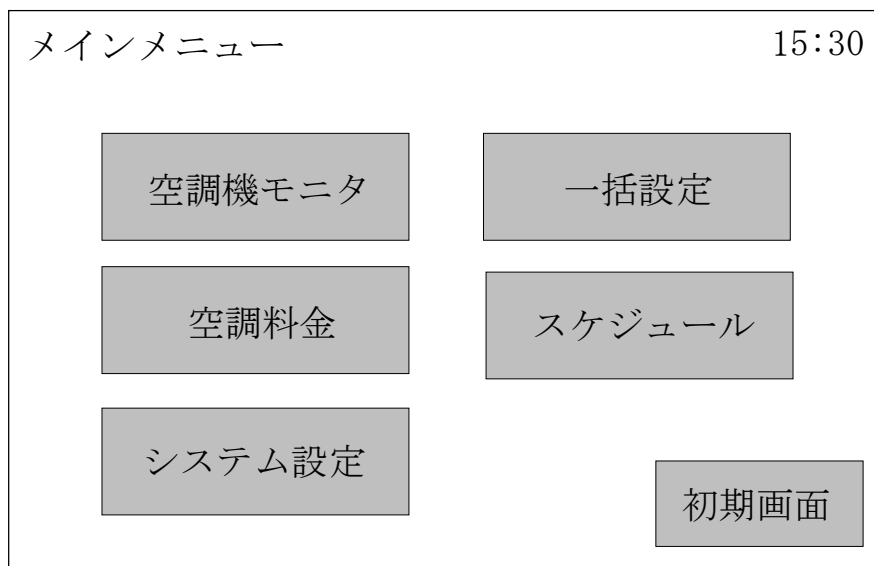 メインメニュー 15:30
空調機モニタ 一括設定
空調料金 スケジュール
システム設定
初期画面